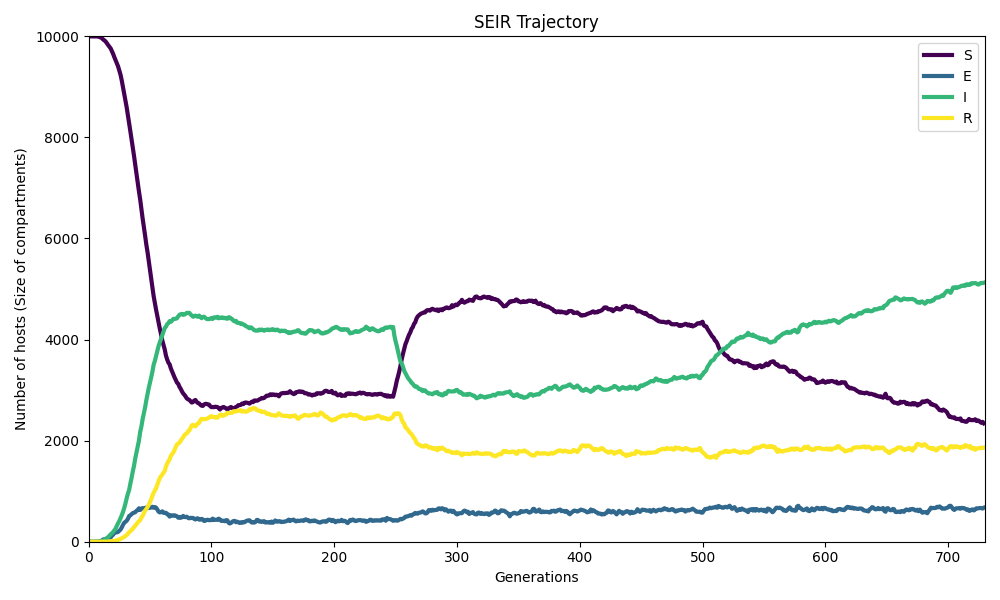 SEIR Trajectory
Number of hosts (Size of compartments)
10000
8000
6000
4000
2000
0
0 100 200 300 400 500 600 700
Generations
S
E
I
R